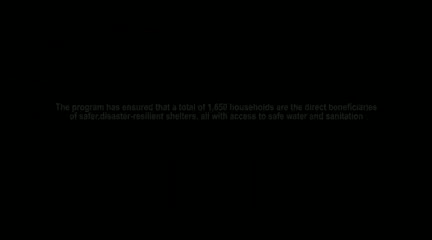 The program has ensured that a total of 1,650 households are the direct beneficiaries
of safer,disaster-resilient shelters, all with access to safe water and sanitation